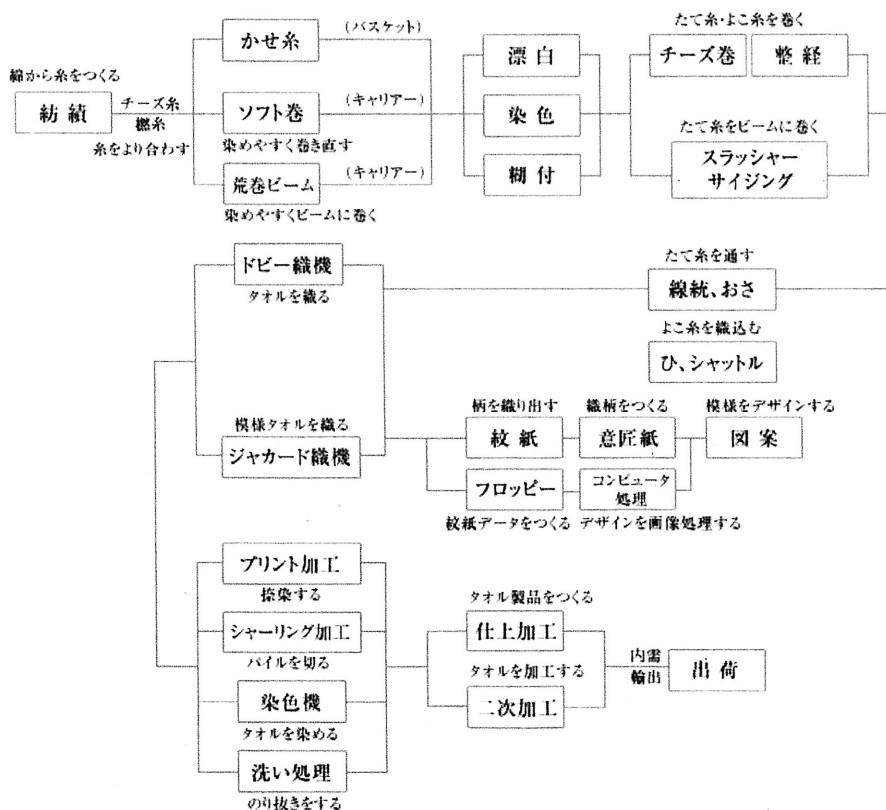 綿から糸をつくる
紡績
チーズ糸
撚糸
糸をより合わす
かせ糸
(バスケット)
ソフト巻
(キャリアー)
染めやすく巻き直す
荒巻ビーム
(キャリアー)
染めやすくビームに巻く
漂白
染色
糊付
たて糸・よこ糸を巻く
チーズ巻
整経
たて糸をビームに巻く
スラッシャー
サイジング
ドビー織機
タオルを織る
たて糸を通す
線統、おさ
よこ糸を織込む
ひ、シャットル
模様タオルを織る
ジャカード織機
柄を織り出す
紋紙
織柄をつくる
意匠紙
模様をデザインする
図案
フロッピー
コンピュータ
処理
紋紙データをつくる
デザインを画像処理する
プリント加工
捺染する
シャーリング加工
パイルを切る
染色機
タオルを染める
洗い処理
のり抜きをする
タオル製品をつくる
仕上加工
タオルを加工する
二次加工
内需
輸出
出荷